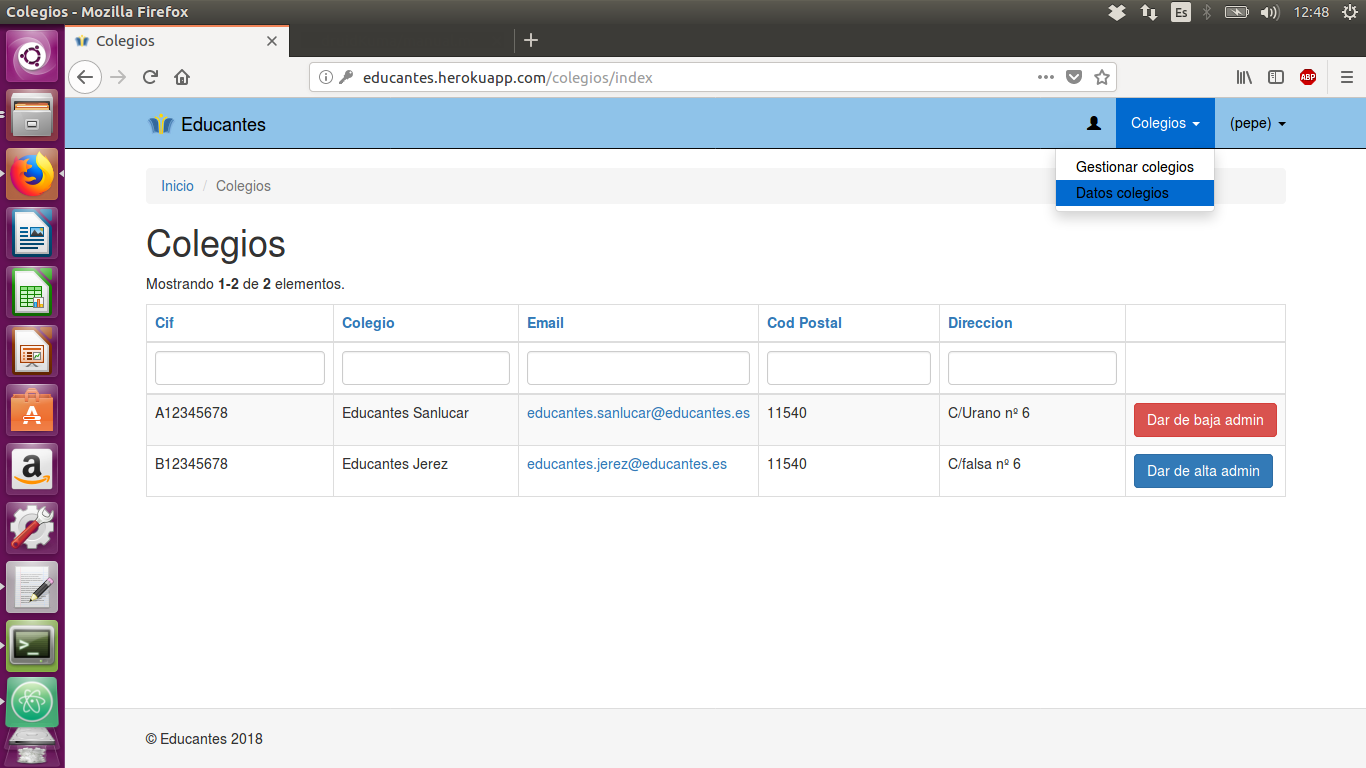 Colegios - Mozilla Firefox
Es
12:48
Colegios
educantes.herokuapp.com/colegios/index
ABP
Educantes
Colegios
(pepe)
Gestionar colegios
Datos colegios
Inicio / Colegios
Colegios
Mostrando 1-2 de 2 elementos.
Cif Colegio Email Cod Postal Direccion
A12345678 Educantes Sanlucar educantes.sanlucar@educantes.es 11540 C/Urano nº 6 Dar de baja admin
B12345678 Educantes Jerez educantes.jerez@educantes.es 11540 C/falsa nº 6 Dar de alta admin
© Educantes 2018